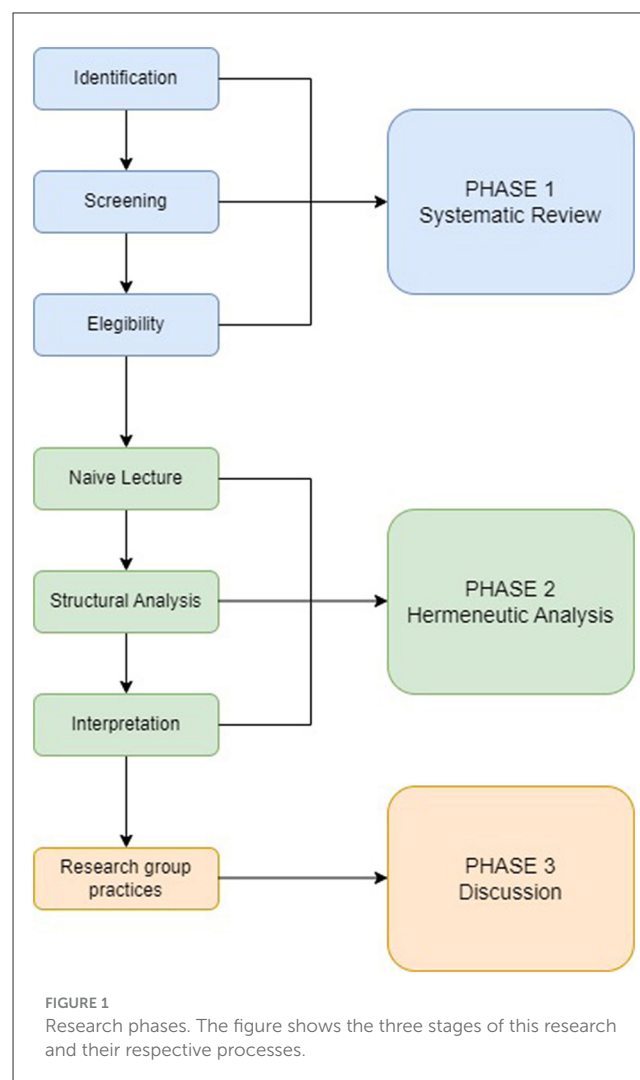 Identification
Screening
PHASE 1
Systematic Review
Elegibility
Naive Lecture
Structural Analysis
PHASE 2
Hermeneutic Analysis
Interpretation
Research group
practices
PHASE 3
Discussion
FIGURE 1
Research phases. The figure shows the three stages of this research
and their respective processes.